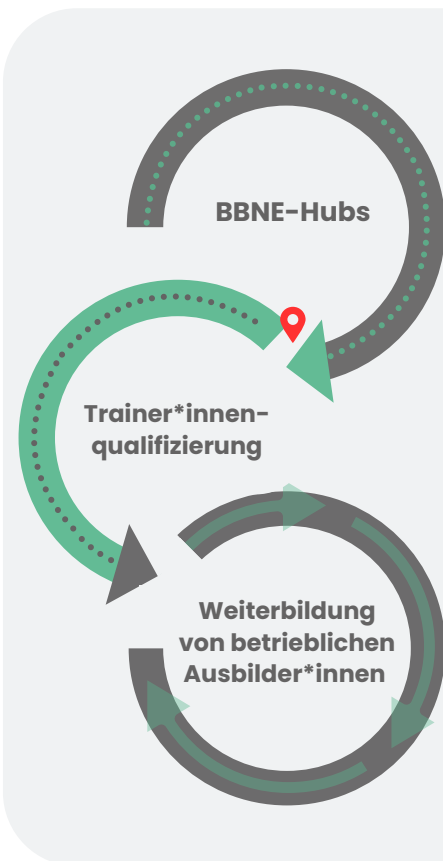 BBNE-Hubs
Trainer*innen-
qualifizierung
Weiterbildung
von betrieblichen
Ausbilder*innen